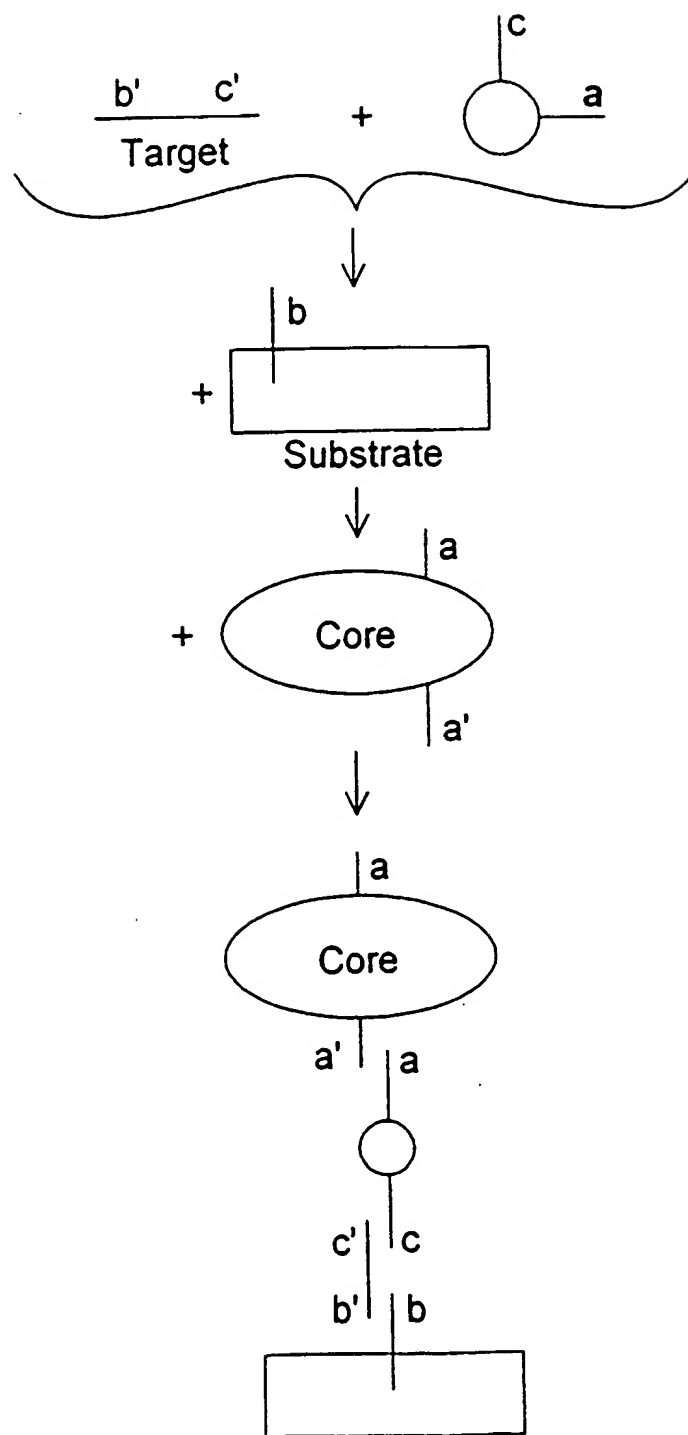 c
b' c' + a
Target
b
+
Substrate
a
+ Core
a'
a
Core
a' a
c' c
b' b